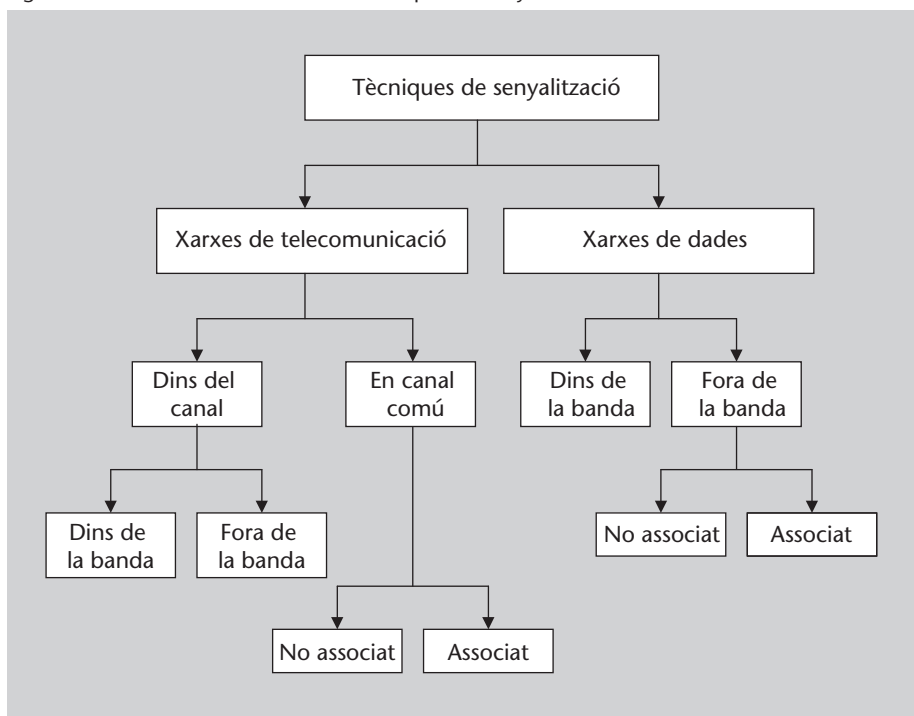 Tècniques de senyalització
Xarxes de telecomunicació
Xarxes de dades
Dins del
canal
En canal
comú
Dins de
la banda
Fora de
la banda
Dins de
la banda
Fora de
la banda
No associat
Associat
No associat
Associat